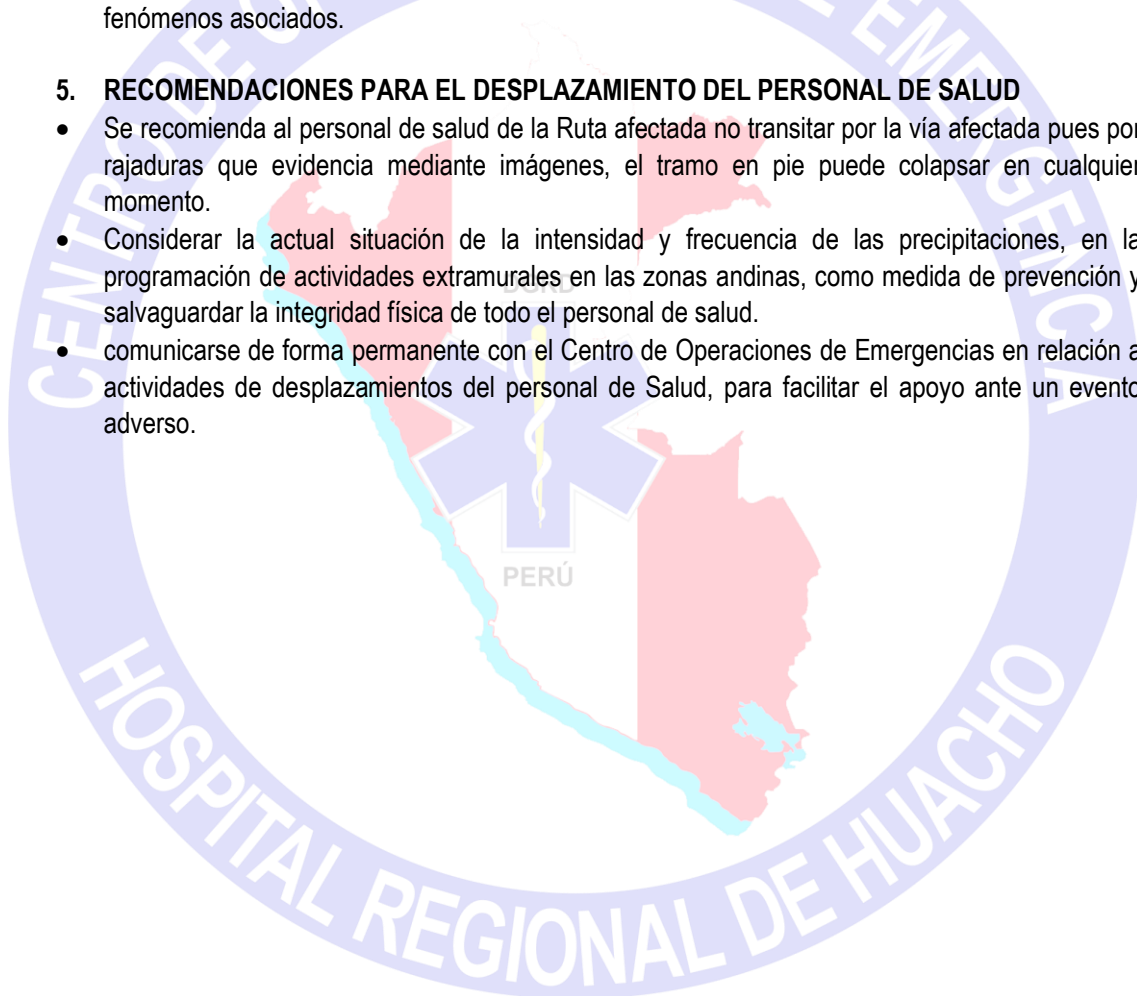 fenómenos asociados.
5. RECOMENDACIONES PARA EL DESPLAZAMIENTO DEL PERSONAL DE SALUD
• Se recomienda al personal de salud de la Ruta afectada no transitar por la vía afectada pues por
rajaduras que evidencia mediante imágenes, el tramo en pie puede colapsar en cualquier
momento.
• Considerar la actual situación de la intensidad y frecuencia de las precipitaciones, en la
programación de actividades extramurales en las zonas andinas, como medida de prevención y
salvaguardar la integridad física de todo el personal de salud.
• comunicarse de forma permanente con el Centro de Operaciones de Emergencias en relación a
actividades de desplazamientos del personal de Salud, para facilitar el apoyo ante un evento
adverso.
CENTRO DE
DE EMERGENCIA
PERÚ
HOSPITAL REGIONAL DE HUACHO